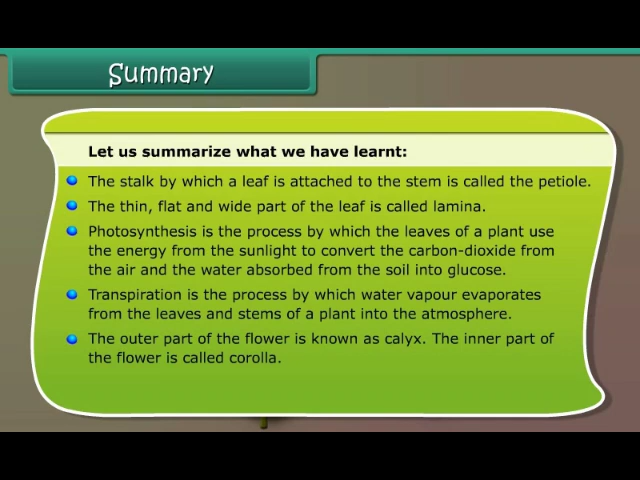 Summary
Let us summarize what we have learnt:
The stalk by which a leaf is attached to the stem is called the petiole.
The thin, flat and wide part of the leaf is called lamina.
Photosynthesis is the process by which the leaves of a plant use
the energy from the sunlight to convert the carbon-dioxide from
the air and the water absorbed from the soil into glucose.
Transpiration is the process by which water vapour evaporates
from the leaves and stems of a plant into the atmosphere.
The outer part of the flower is known as calyx. The inner part of
the flower is called corolla.